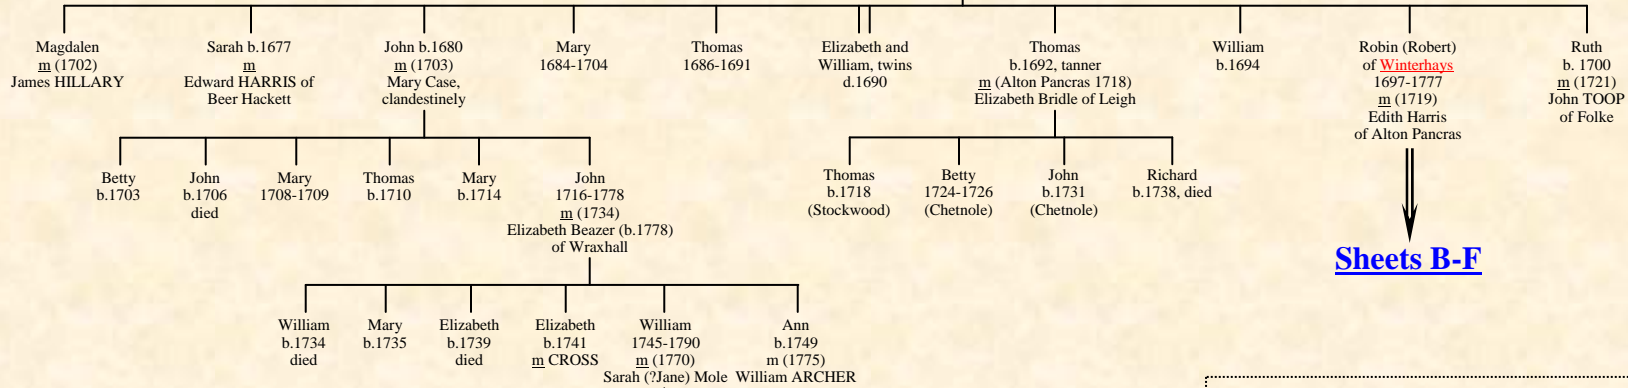 Magdalen
m (1702)
James HILLARY
Sarah b.1677
m
Edward HARRIS of
Beer Hackett
John b.1680
m (1703)
Mary Case,
clandestinely
Mary
1684-1704
Thomas
1686-1691
Elizabeth and
William, twins
d.1690
Thomas
b.1692, tanner
m (Alton Pancras 1718)
Elizabeth Bridle of Leigh
William
b.1694
Robin (Robert)
of Winterhays
1697-1777
m (1719)
Edith Harris
of Alton Pancras
Ruth
b. 1700
m (1721)
John TOOP
of Folke
Betty
b.1703
John
b.1706
died
Mary
1708-1709
Thomas
b.1710
Mary
b.1714
John
1716-1778
m (1734)
Elizabeth Beazer (b.1778)
of Wraxhall
Thomas
b.1718
(Stockwood)
Betty
1724-1726
(Chetnole)
John
b.1731
(Chetnole)
Richard
b.1738, died
Sheets B-F
William
b.1734
died
Mary
b.1735
Elizabeth
b.1739
died
Elizabeth
b.1741
m CROSS
William
1745-1790
m (1770)
Sarah (?Jane) Mole
Ann
b.1749
m (1775)
William ARCHER